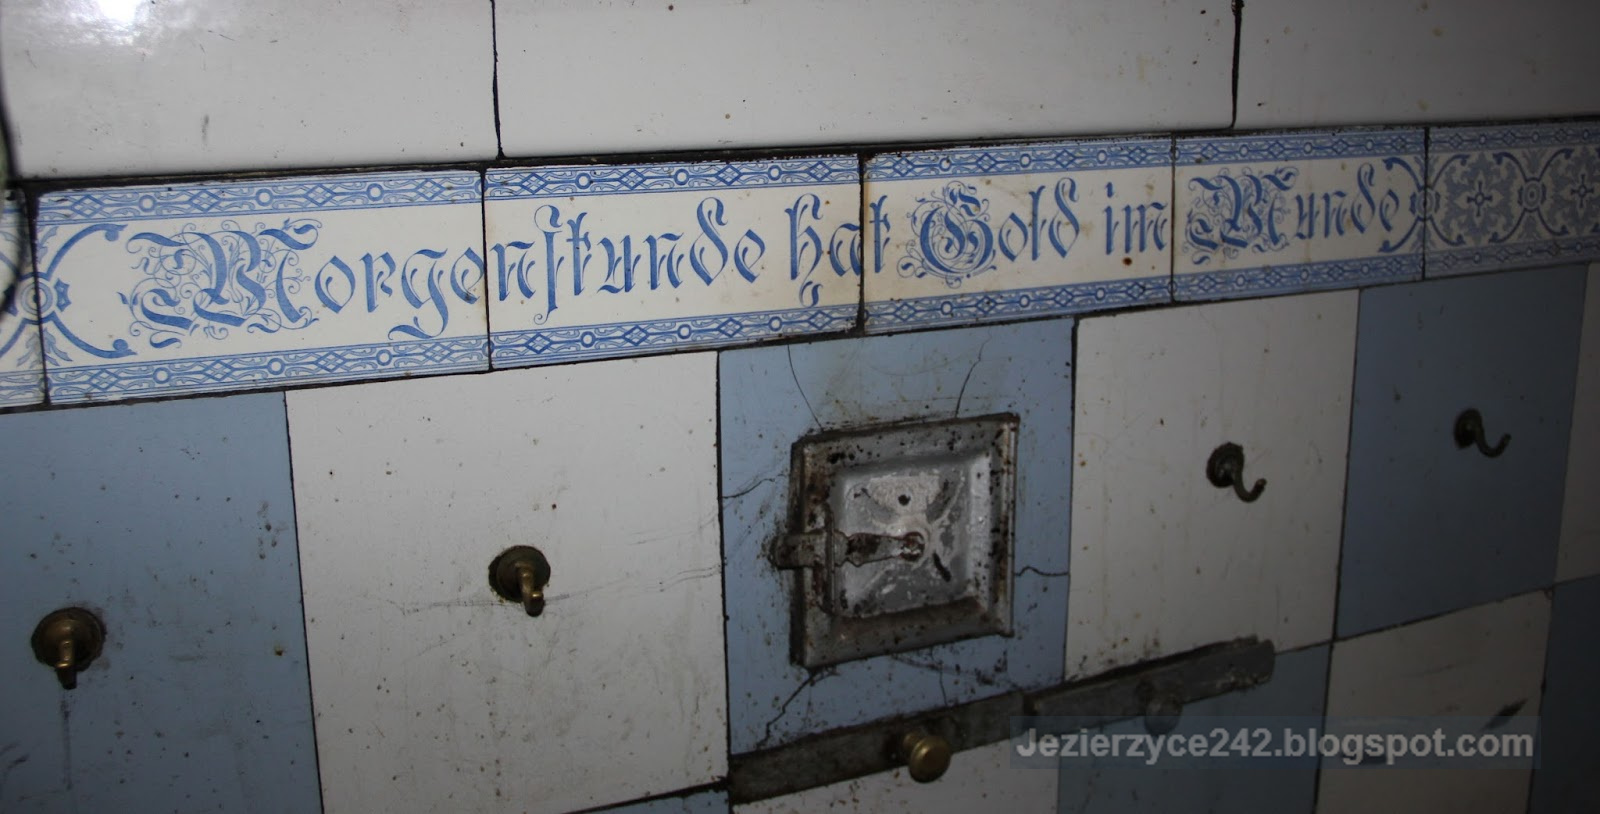 Morgenstunde hat Gold im Munde
Jezierzyce242.blogspot.com